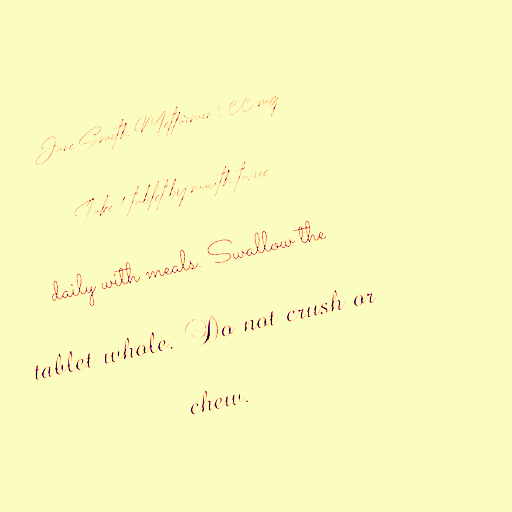 Jane Smith Metformin
Take 1 tablet by mouth twice
daily with meals. Swallow the
tablet whole. Do not crush or
chew.